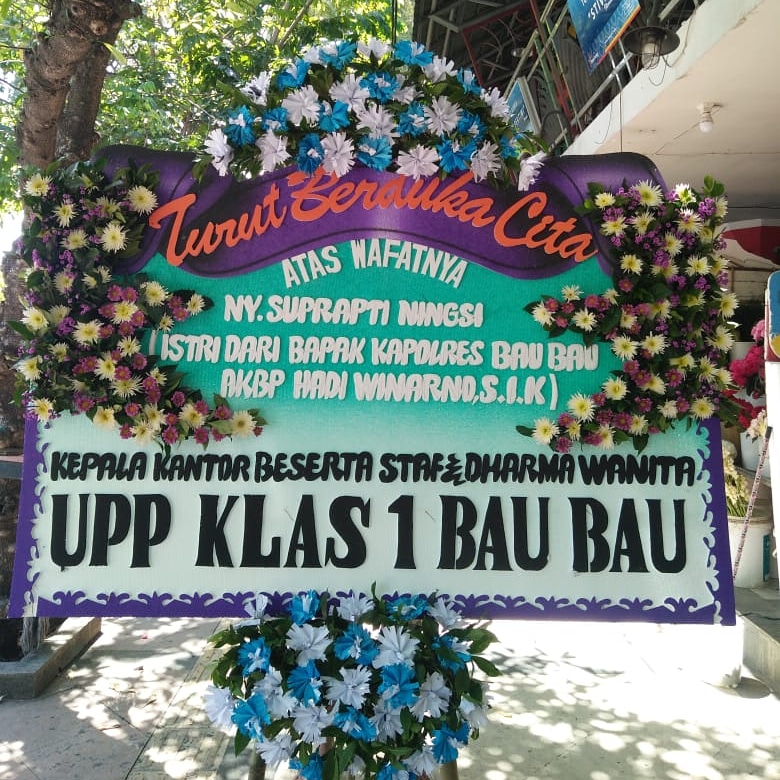 Turut Berduka Cita
ATAS WAFATNYA
NY. SUPRAPTI NINGSI
(ISTRI DARI BAPAK KAPOLRES BAU BAU
AKBP HADI WINARNO, S.I.K)
KEPALA KANTOR BESERTA STAF & DHARMA WANITA
UPP KLAS 1 BAU BAU